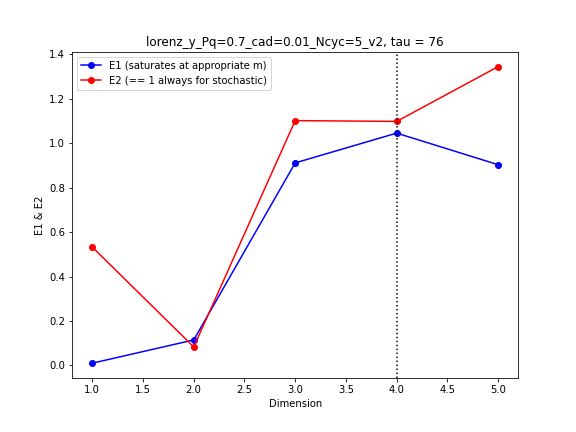 lorenz_y_Pq=0.7_cad=0.01_Ncyc=5_v2, tau = 76
E1 (saturates at appropriate m)
E2 (== 1 always for stochastic)
E1 & E2
1.4
1.2
1.0
0.8
0.6
0.4
0.2
0.0
1.0 1.5 2.0 2.5 3.0 3.5 4.0 4.5 5.0
Dimension